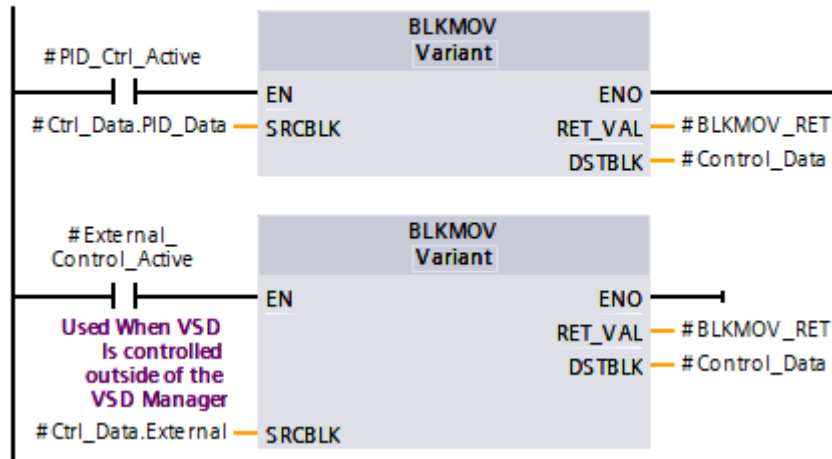 BLKMOV
Variant
#PID_Ctrl_Active
EN
ENO
#Ctrl_Data.PID_Data
SRCBLK
RET_VAL
#BLKMOV_RET
DSTBLK
#Control_Data
BLKMOV
Variant
#External_
Control_Active
EN
ENO
Used When VSD
Is controlled
outside of the
VSD Manager
RET_VAL
#BLKMOV_RET
DSTBLK
#Control_Data
#Ctrl_Data.External
SRCBLK